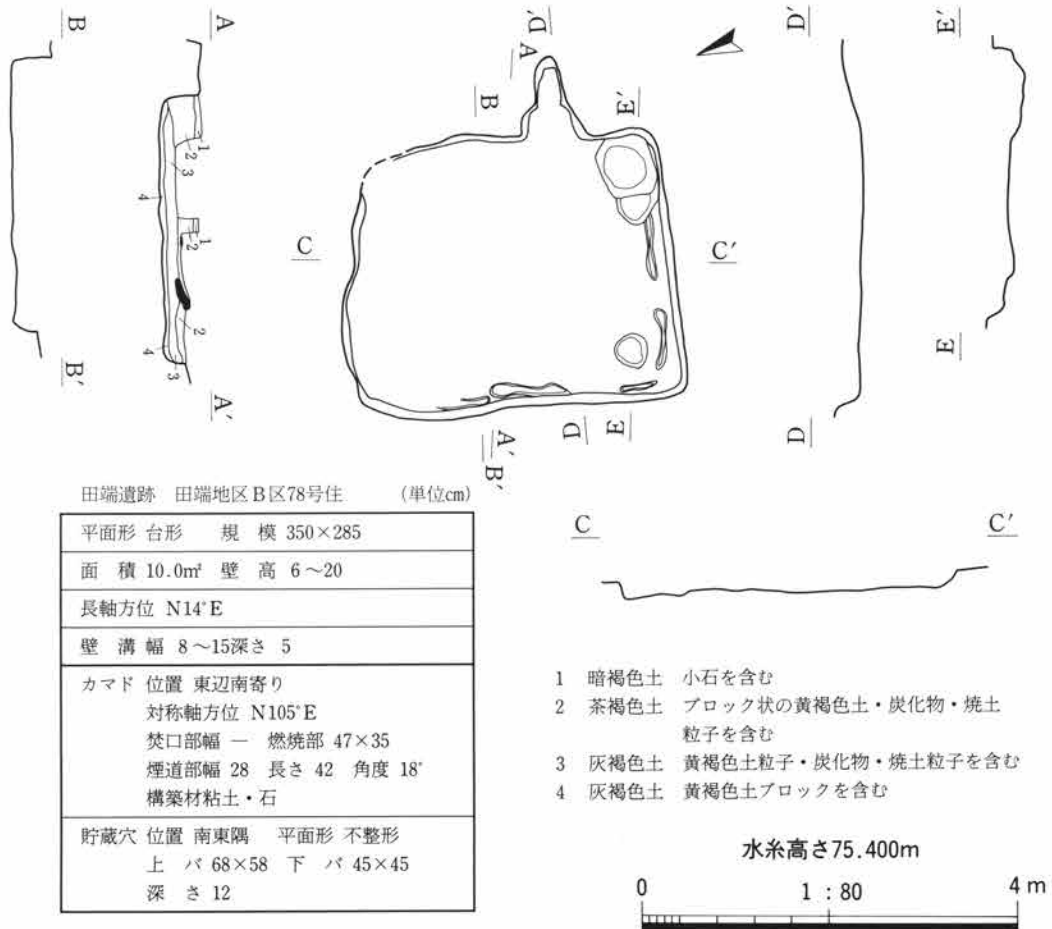 B
A
D'
A
B
E'
D'
E'
1
2
3
4
1
2
2
4
3
C
C'
B'
A'
A'
B'
D
E
D
E
田端遺跡 田端地区B区78号住 (単位cm)
平面形 台形 規 模 350×285
面 積 10.0㎡ 壁 高 6～20
長軸方位 N14°E
壁 溝 幅 8～15深さ 5
カマド 位置 東辺南寄り
対称軸方位 N105°E
焚口部幅 — 燃焼部 47×35
煙道部幅 28 長さ 42 角度 18°
構築材粘土・石
貯蔵穴 位置 南東隅 平面形 不整形
上 バ 68×58 下 バ 45×45
深 さ 12
C
C'
1 暗褐色土 小石を含む
2 茶褐色土 ブロック状の黄褐色土・炭化物・焼土
粒子を含む
3 灰褐色土 黄褐色土粒子・炭化物・焼土粒子を含む
4 灰褐色土 黄褐色土ブロックを含む
水糸高さ75.400m
0 1：80 4 m